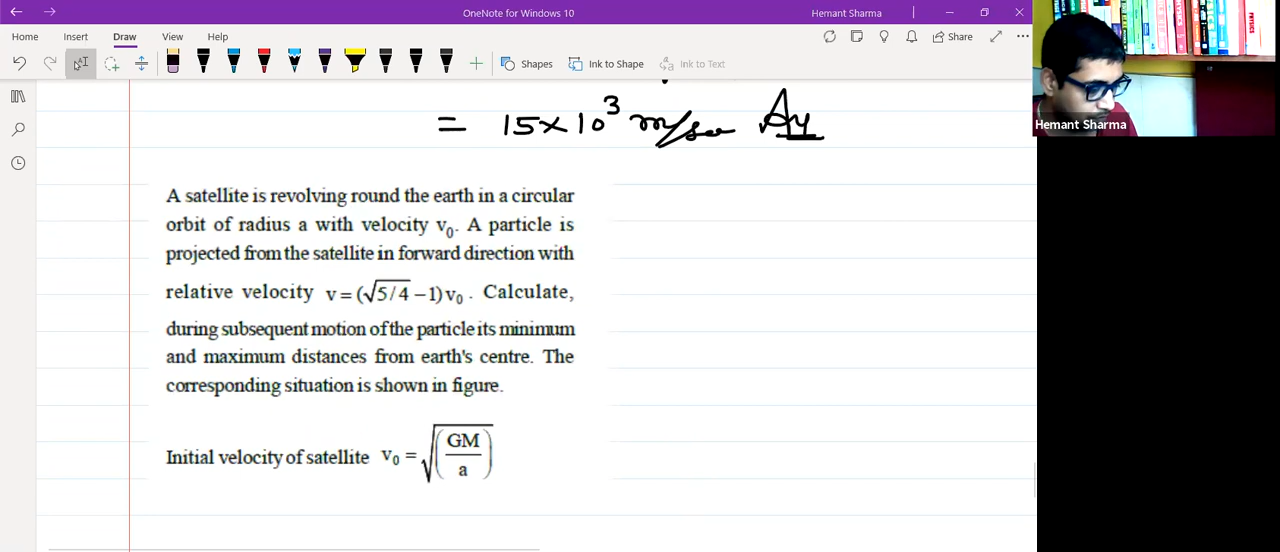 OneNote for Windows 10
Hemant Sharma
Home Insert Draw View Help
Share
Shapes Ink to Shape Ink to Text
Hemant Sharma
= 15×10³ m/sec Ay
A satellite is revolving round the earth in a circular
orbit of radius a with velocity v₀. A particle is
projected from the satellite in forward direction with
relative velocity v = (√5/4 − 1) v₀ . Calculate,
during subsequent motion of the particle its minimum
and maximum distances from earth's centre. The
corresponding situation is shown in figure.
Initial velocity of satellite v₀ = √(GM/a)